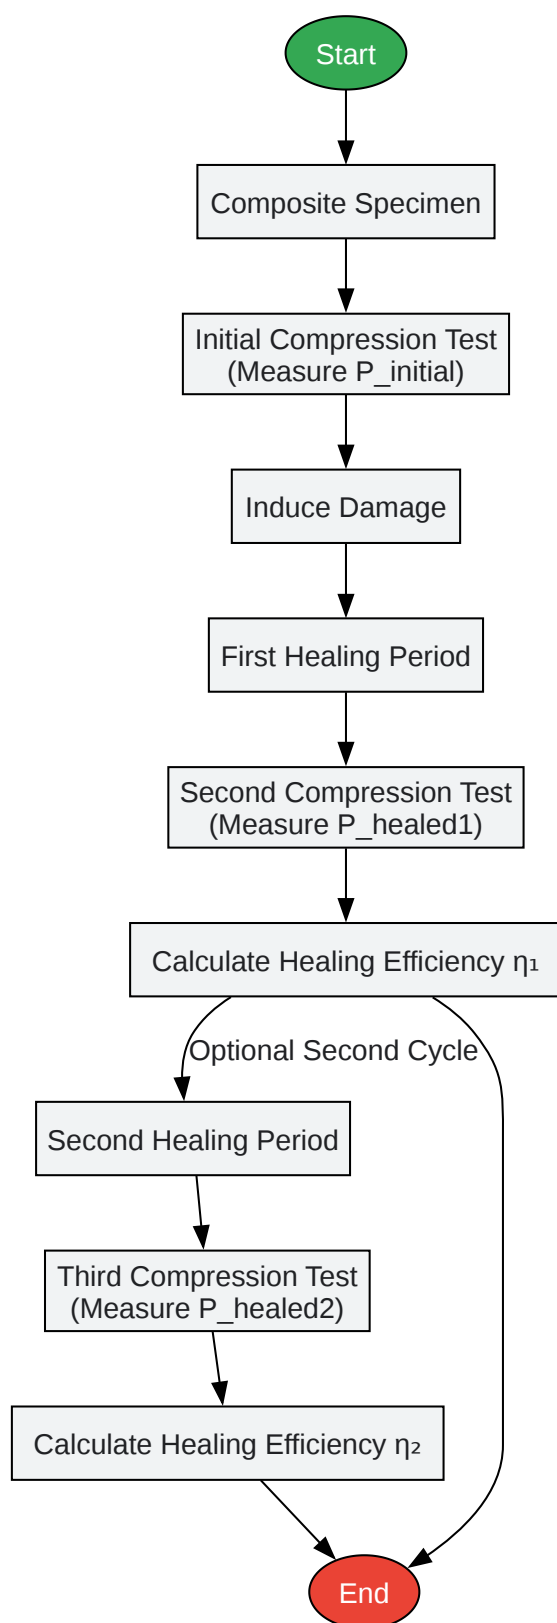 Start
Composite Specimen
Initial Compression Test
(Measure P_initial)
Induce Damage
First Healing Period
Second Compression Test
(Measure P_healed1)
Calculate Healing Efficiency η₁
Optional Second Cycle
Second Healing Period
Third Compression Test
(Measure P_healed2)
Calculate Healing Efficiency η₂
End